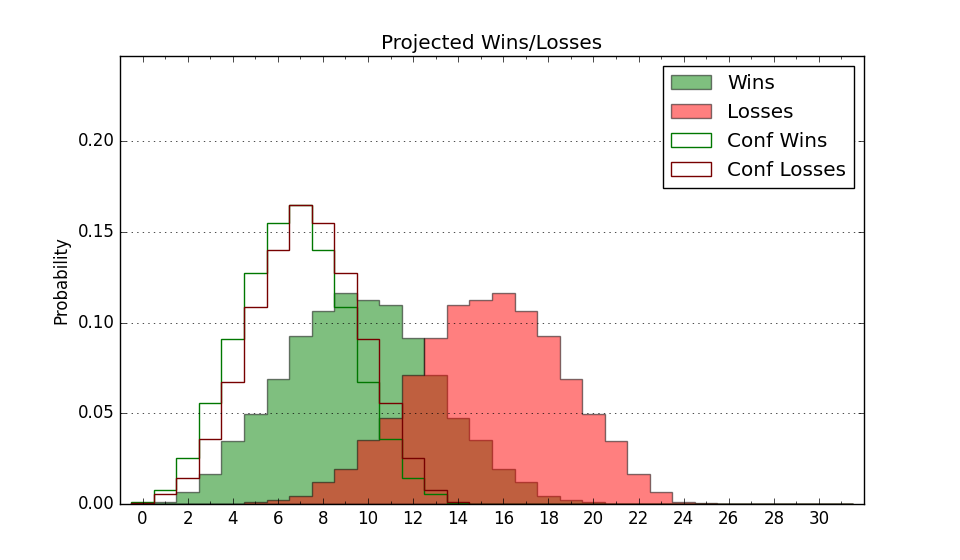 Projected Wins/Losses
Wins
Losses
Conf Wins
Conf Losses
Probability
0.20
0.15
0.10
0.05
0.00
0 2 4 6 8 10 12 14 16 18 20 22 24 26 28 30